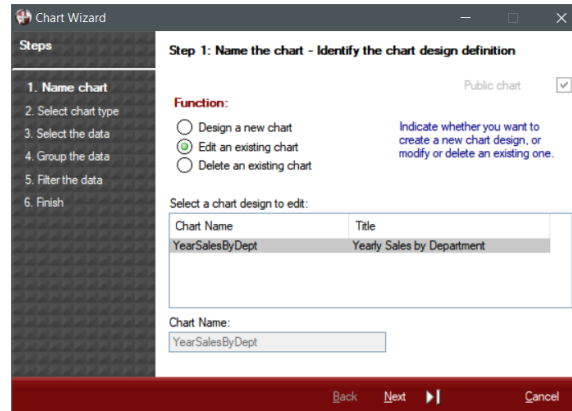 Chart Wizard
Steps
1. Name chart
2. Select chart type
3. Select the data
4. Group the data
5. Filter the data
6. Finish
Step 1: Name the chart - Identify the chart design definition
Public chart
Function:
Design a new chart
Edit an existing chart
Delete an existing chart
Indicate whether you want to
create a new chart design, or
modify or delete an existing one.
Select a chart design to edit:
Chart Name Title
YearSalesByDept Yearly Sales by Department
Chart Name:
YearSalesByDept
Back Next Cancel